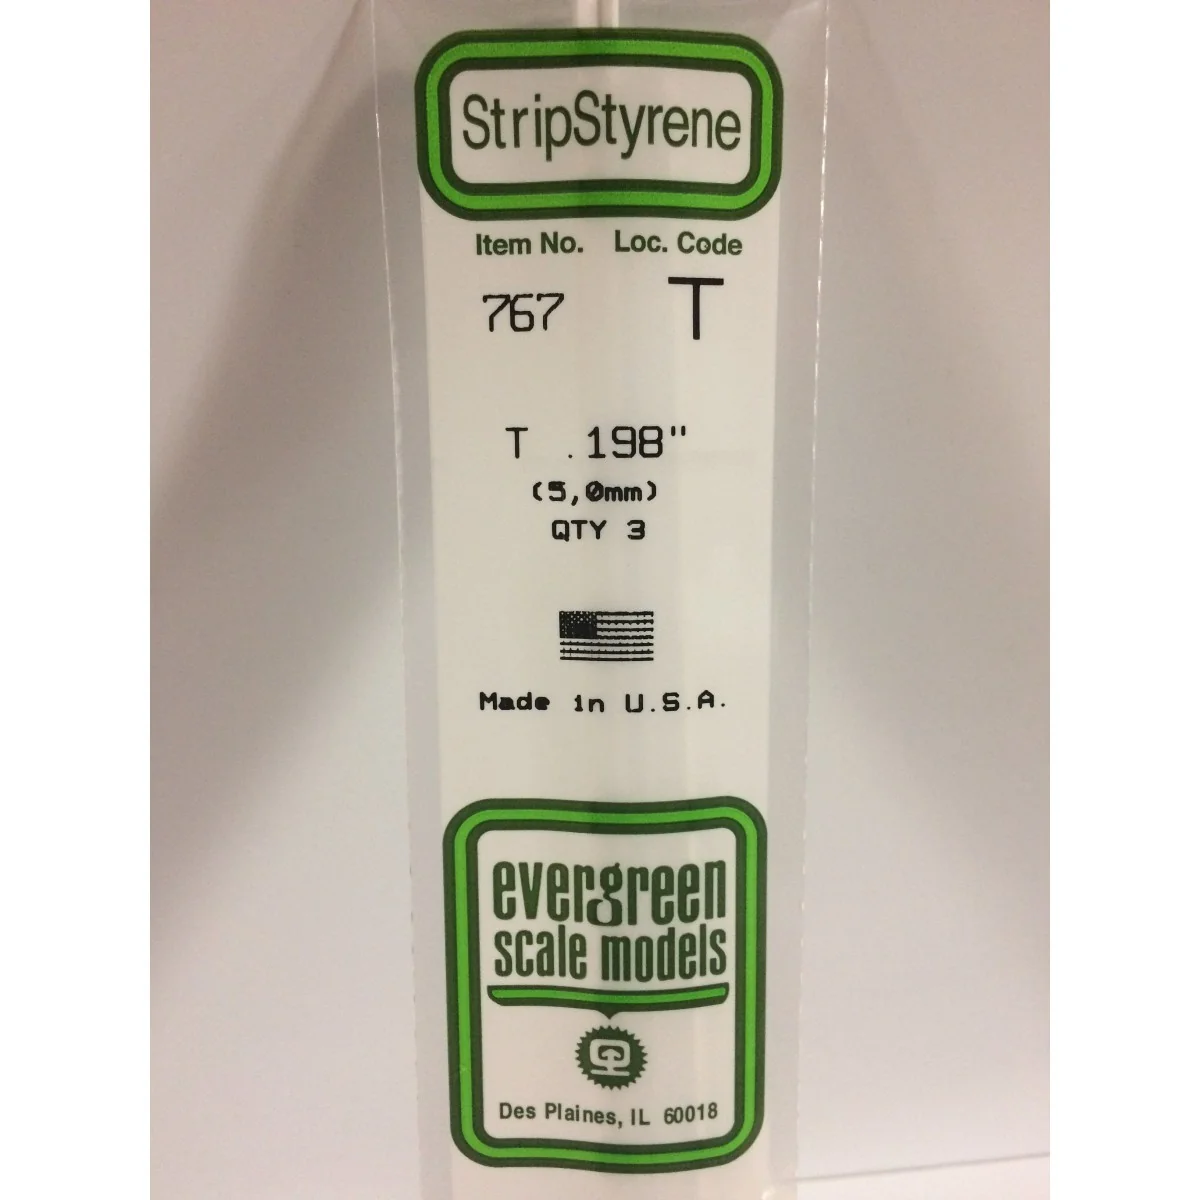 StripStyrene
Item No. Loc. Code
767 T
T .198"
(5,0mm)
QTY 3
Made in U.S.A.
evergreen
scale models
Des Plaines, IL 60018